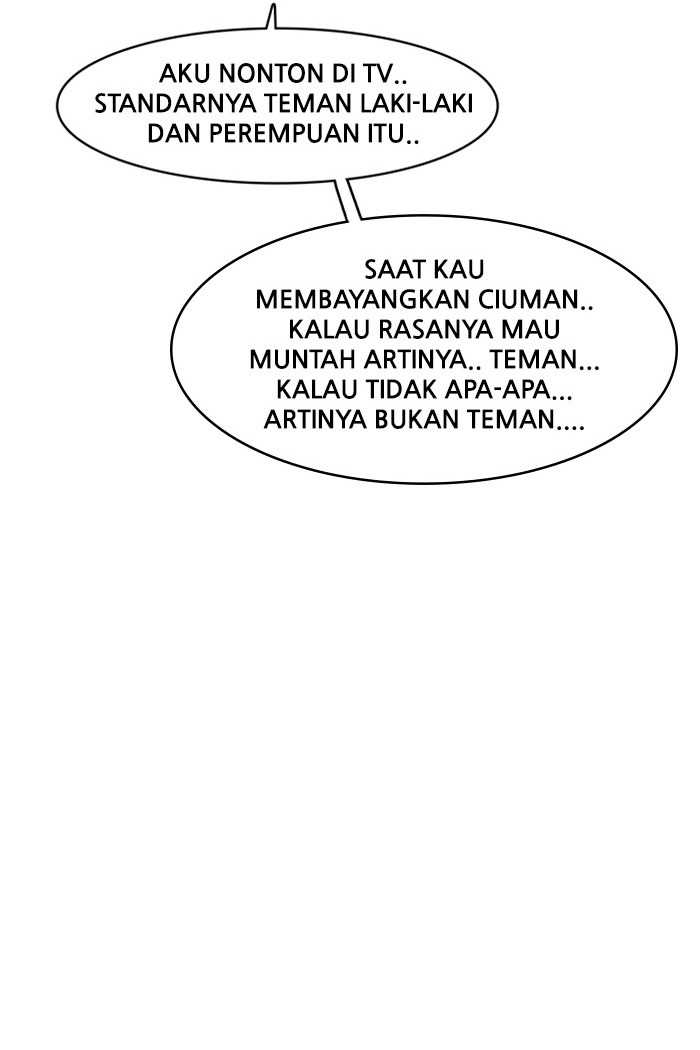 AKU NONTON DI TV..
STANDARNYA TEMAN LAKI-LAKI
DAN PEREMPUAN ITU..
SAAT KAU
MEMBAYANGKAN CIUMAN..
KALAU RASANYA MAU
MUNTAH ARTINYA.. TEMAN...
KALAU TIDAK APA-APA...
ARTINYA BUKAN TEMAN....